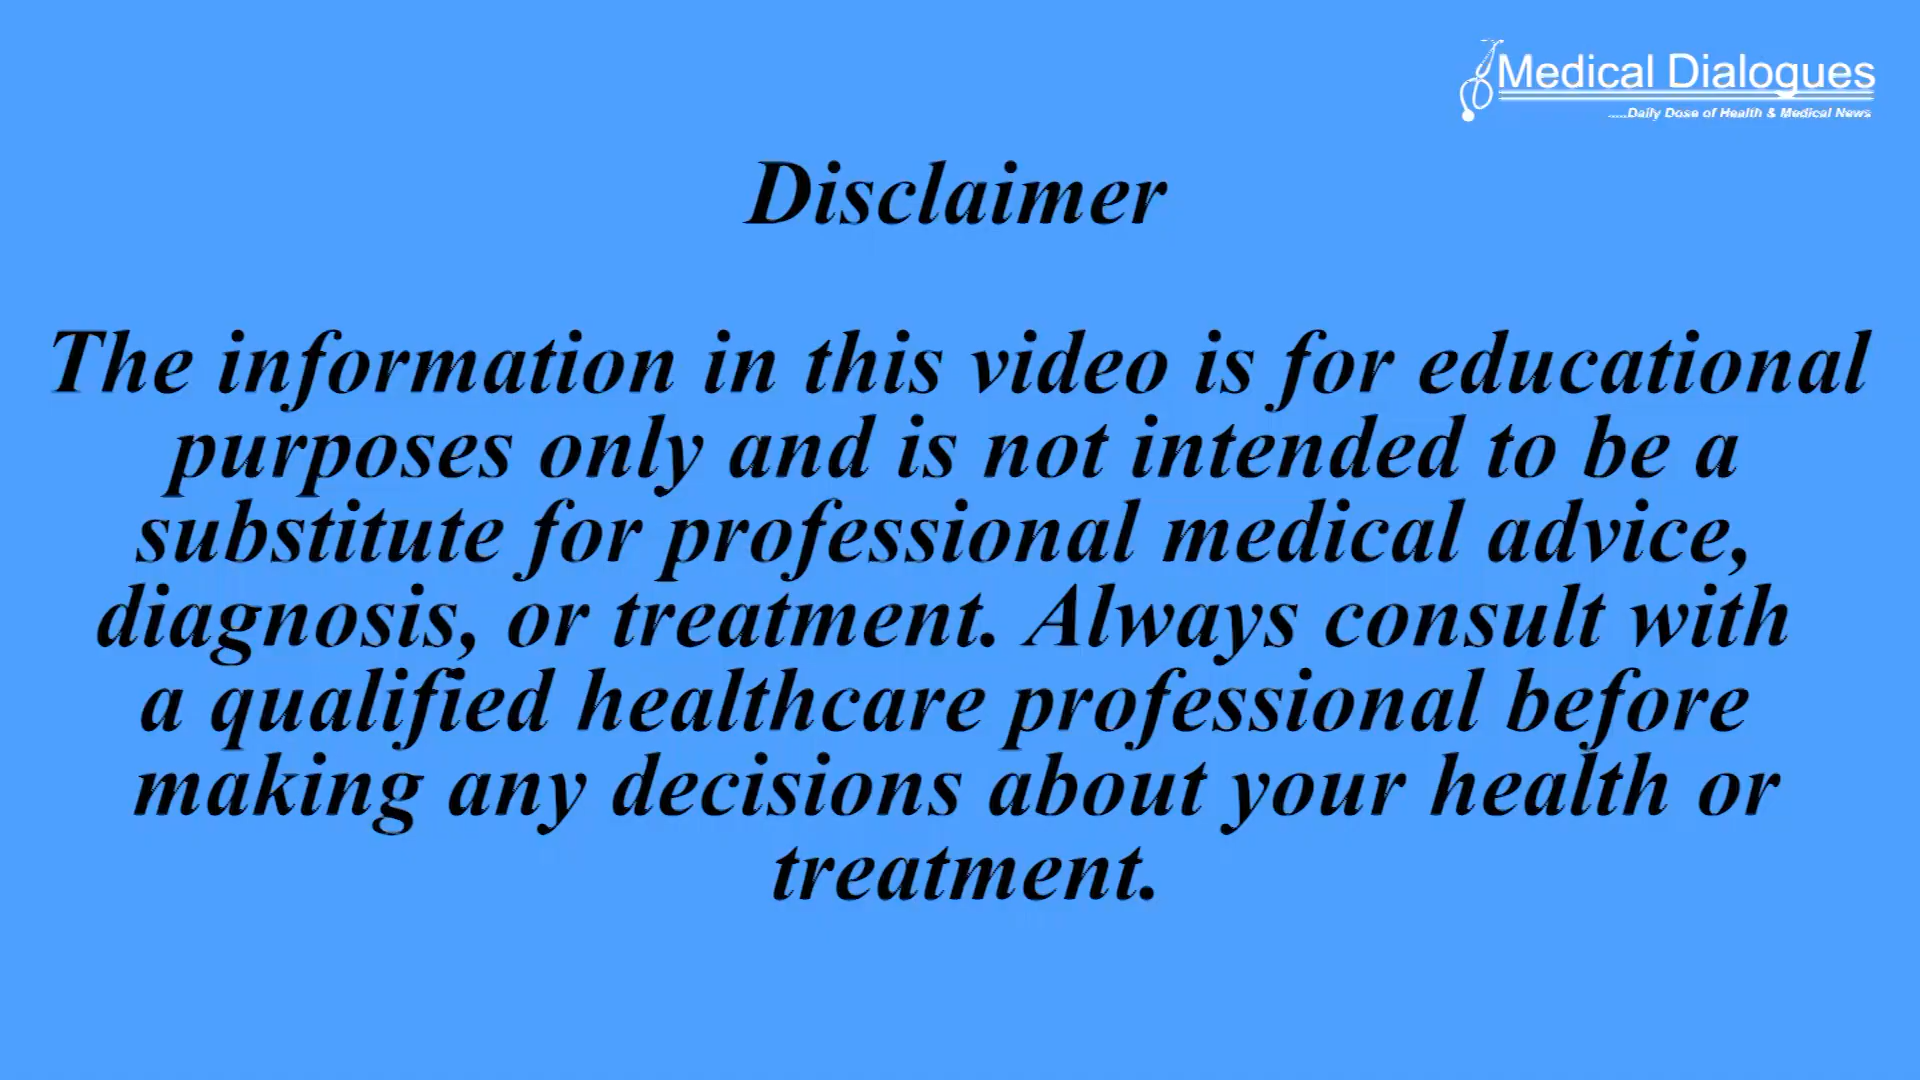 Medical Dialogues
.....Daily Dose of Health & Medical News
Disclaimer
The information in this video is for educational
purposes only and is not intended to be a
substitute for professional medical advice,
diagnosis, or treatment. Always consult with
a qualified healthcare professional before
making any decisions about your health or
treatment.